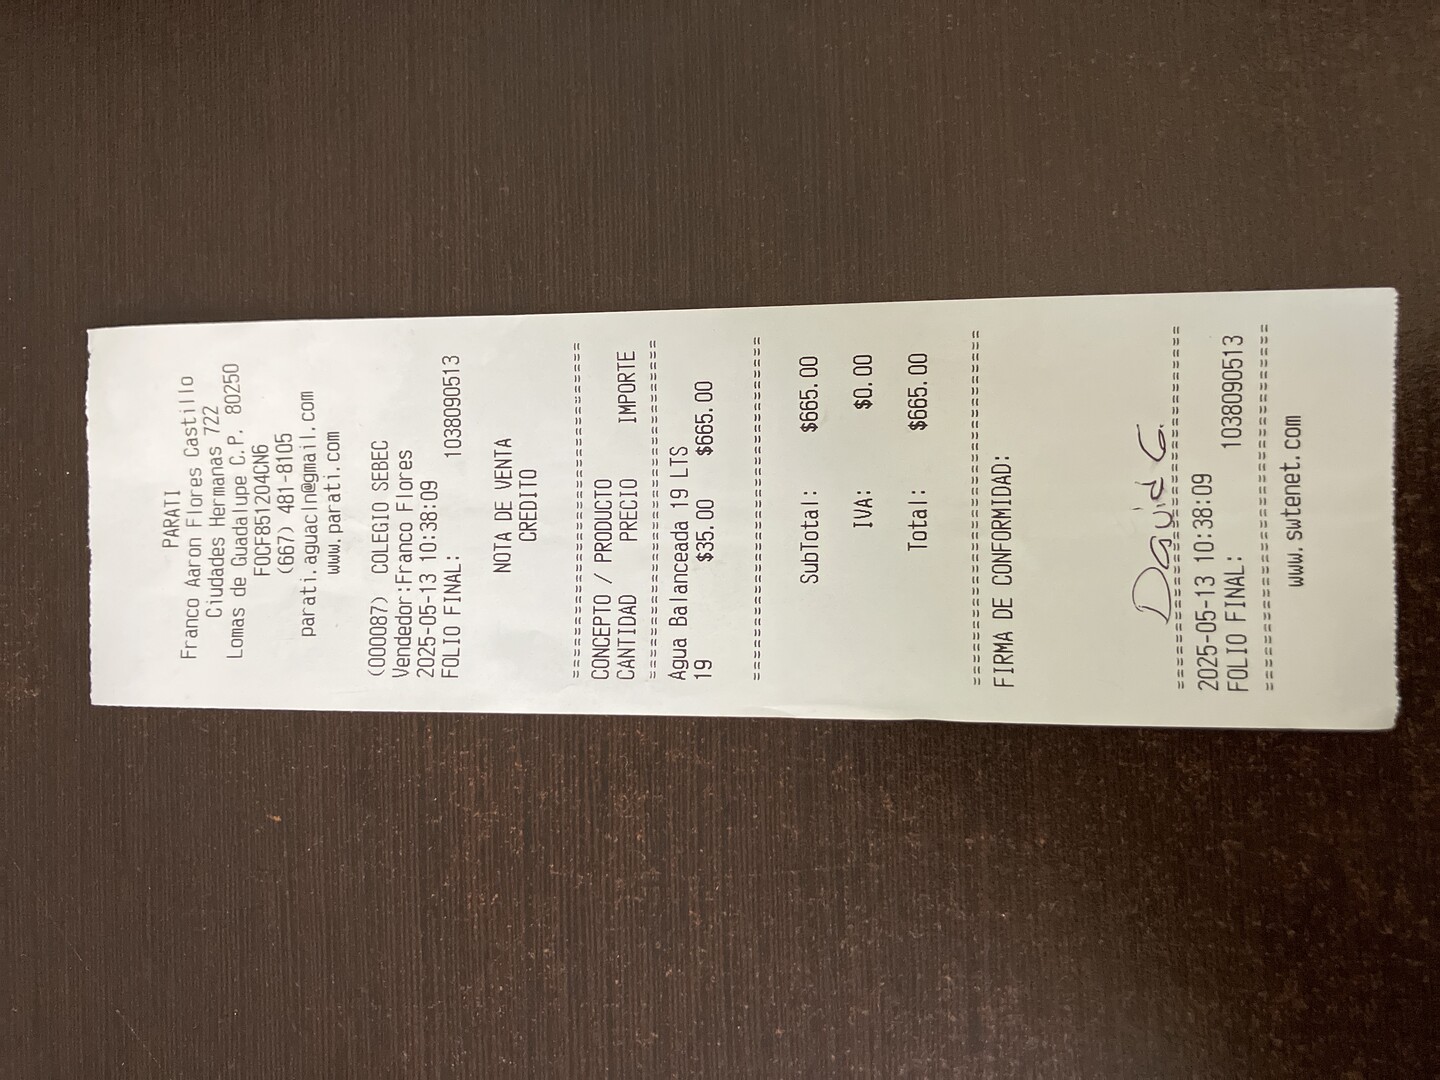 PARATI
Franco Aaron Flores Castillo
Ciudades Hermanas 722
Lomas de Guadalupe C.P. 80250
FOCF851204CN6
(667) 481-8105
parati.aguacln@gmail.com
www.parati.com
(000087) COLEGIO SEBEC
Vendedor:Franco Flores
2025-05-13 10:38:09
FOLIO FINAL: 1038090513
NOTA DE VENTA
CREDITO
==============================
CONCEPTO / PRODUCTO
CANTIDAD PRECIO IMPORTE
==============================
Agua Balanceada 19 LTS
19 $35.00 $665.00
==============================
SubTotal: $665.00
IVA: $0.00
Total: $665.00
==============================
FIRMA DE CONFORMIDAD:
David G.
==============================
2025-05-13 10:38:09
FOLIO FINAL: 1038090513
==============================
www.swtenet.com